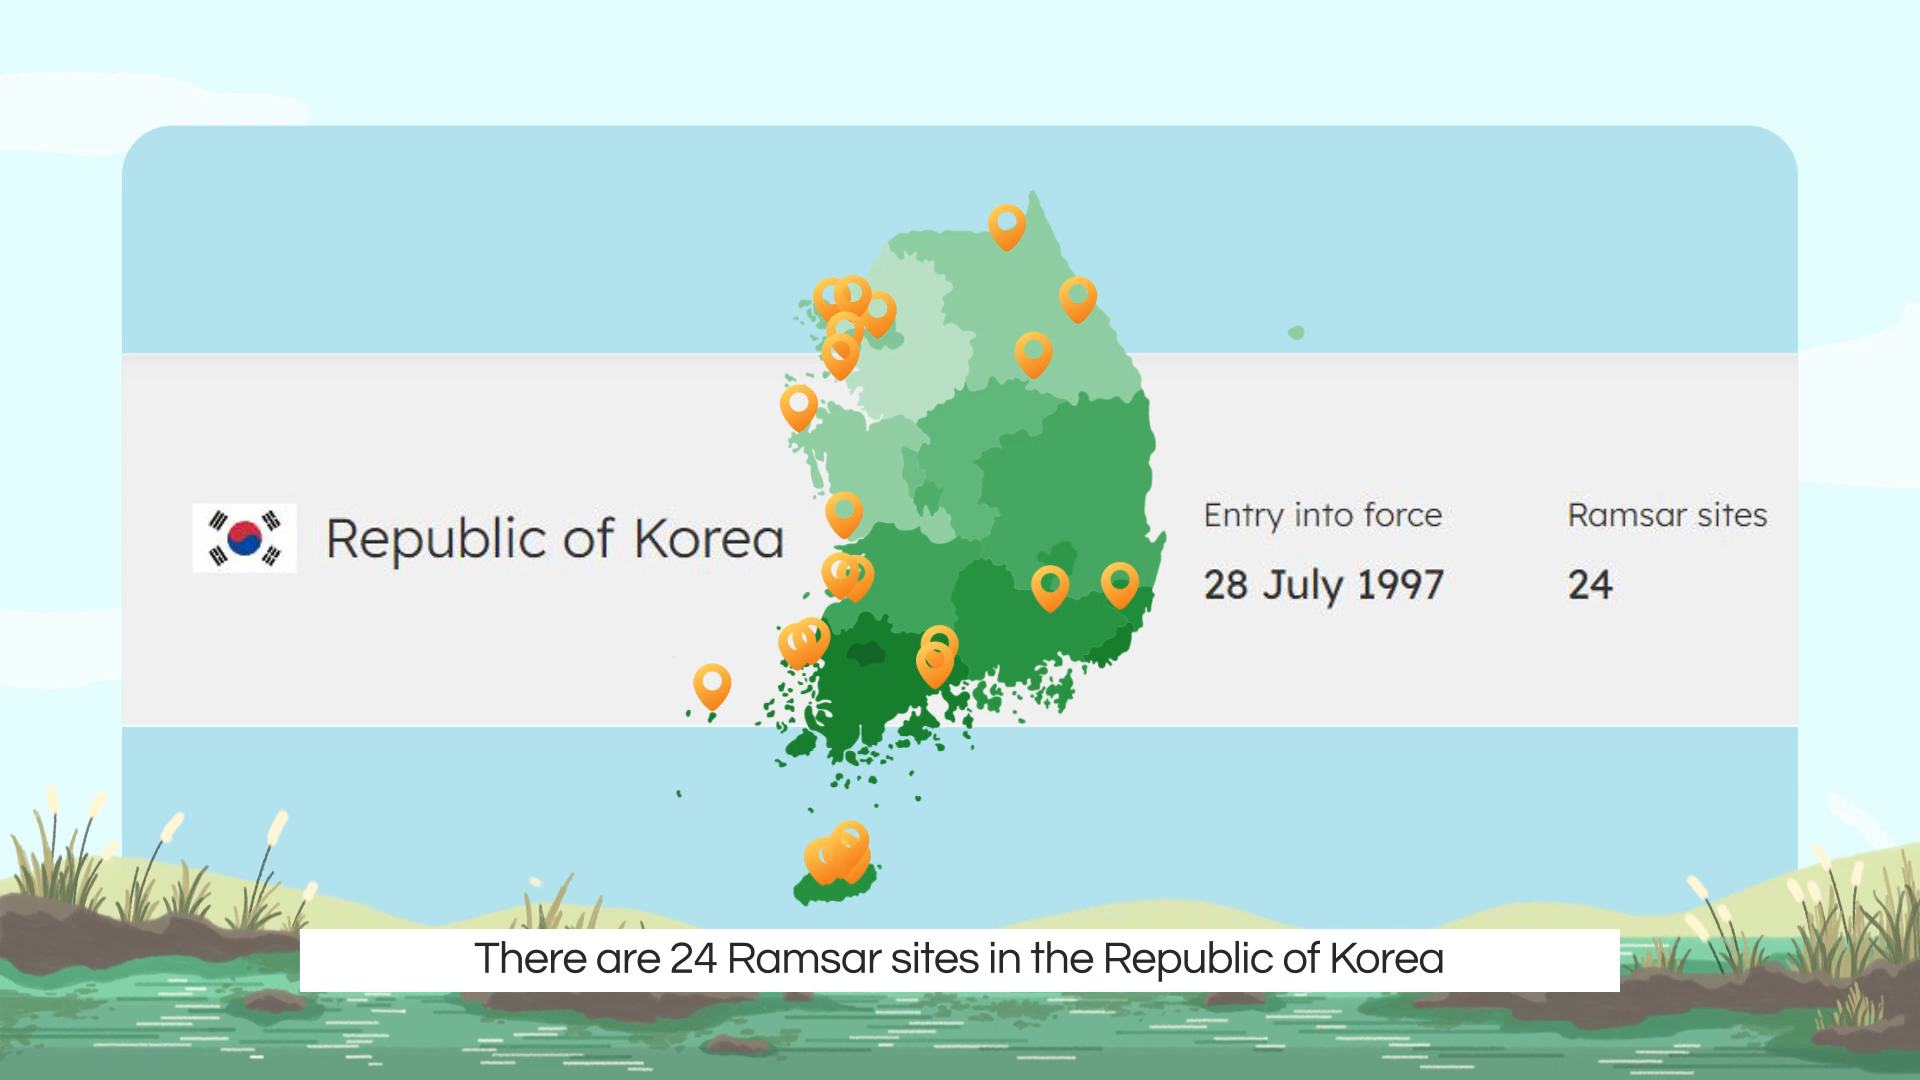 Republic of Korea
Entry into force
28 July 1997
Ramsar sites
24
There are 24 Ramsar sites in the Republic of Korea